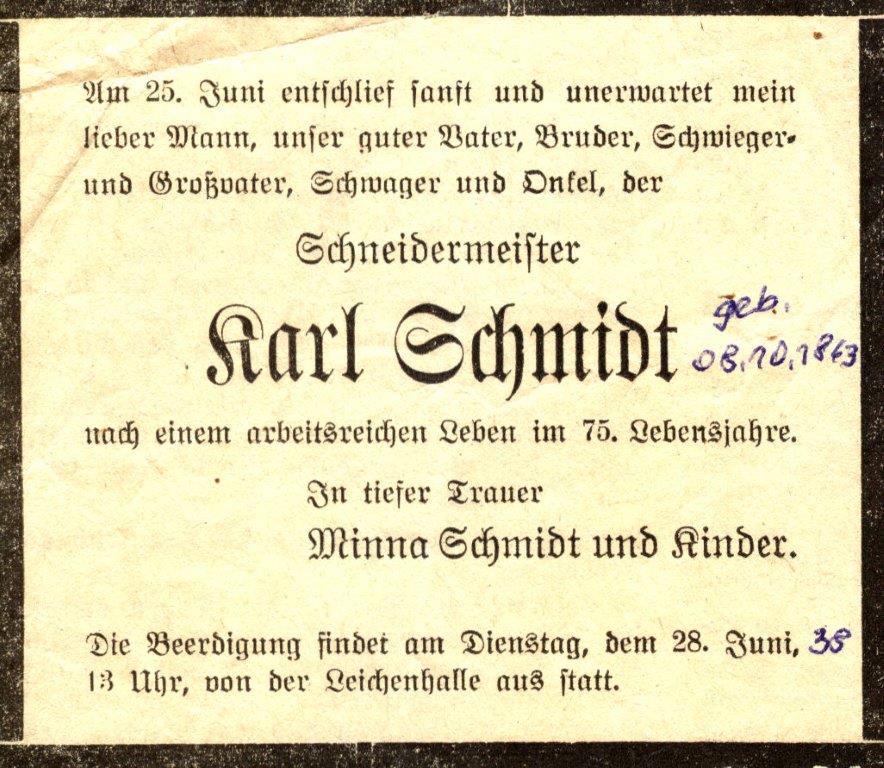 Am 25. Juni entschlief sanft und unerwartet mein
lieber Mann, unser guter Vater, Bruder, Schwieger-
und Großvater, Schwager und Onkel, der
Schneidermeister
Karl Schmidt
geb.
08.10.1863
nach einem arbeitsreichen Leben im 75. Lebensjahre.
In tiefer Trauer
Minna Schmidt und Kinder.
Die Beerdigung findet am Dienstag, dem 28. Juni, 38
13 Uhr, von der Leichenhalle aus statt.